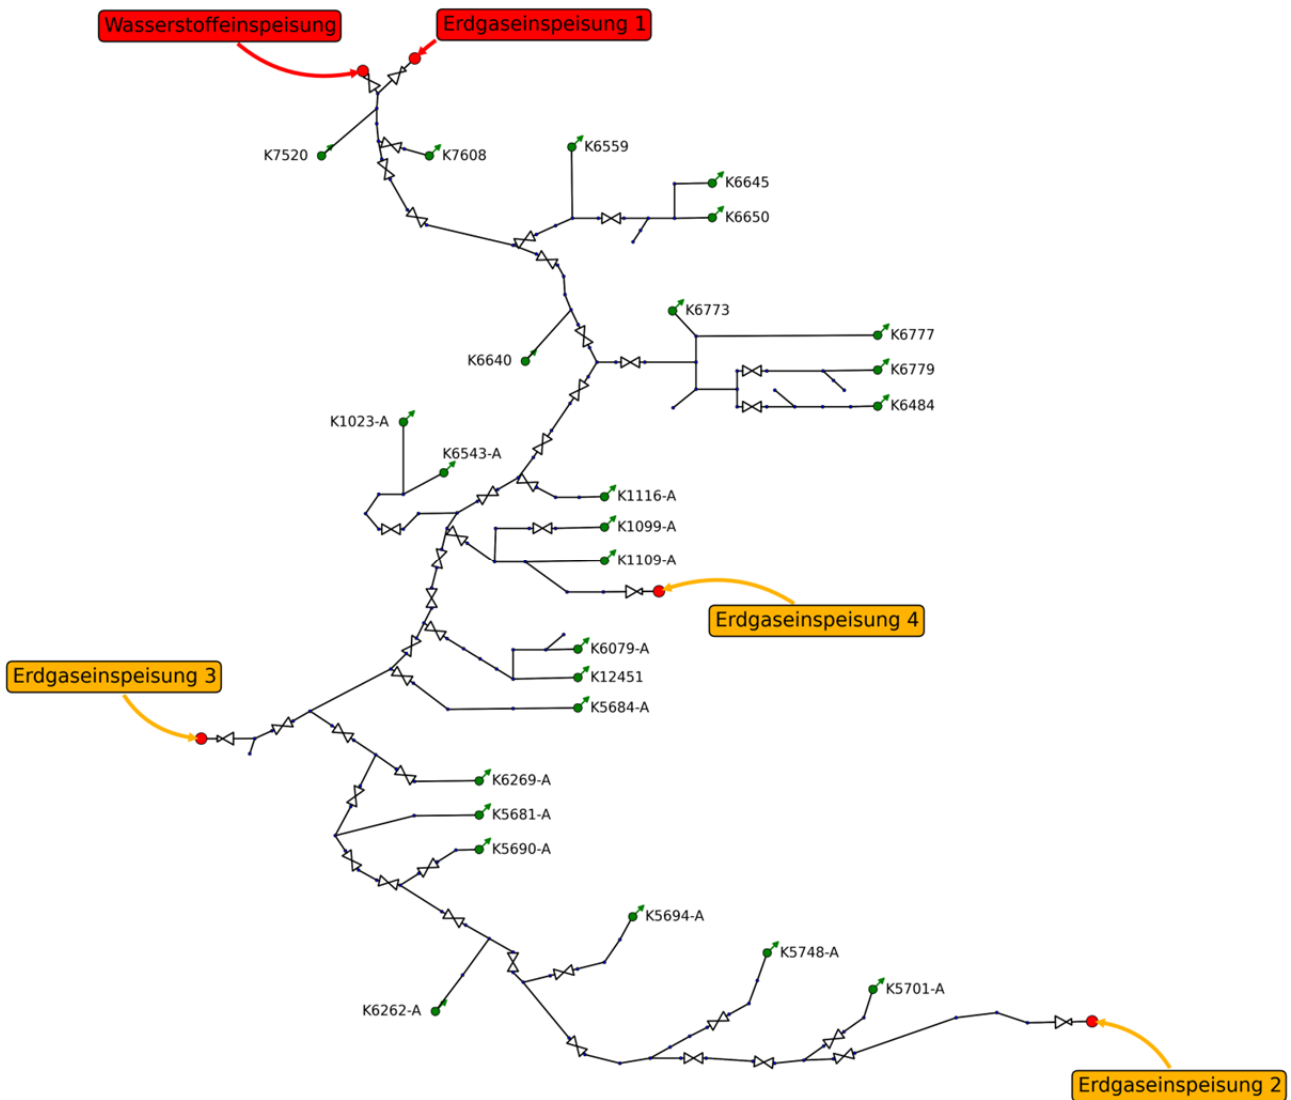 Wasserstoffeinspeisung
Erdgaseinspeisung 1
K7520
K7608
K6559
K6645
K6650
K6773
K6777
K6640
K6779
K6484
K1023-A
K6543-A
K1116-A
K1099-A
K1109-A
Erdgaseinspeisung 4
K6079-A
Erdgaseinspeisung 3
K12451
K5684-A
K6269-A
K5681-A
K5690-A
K5694-A
K5748-A
K5701-A
K6262-A
Erdgaseinspeisung 2